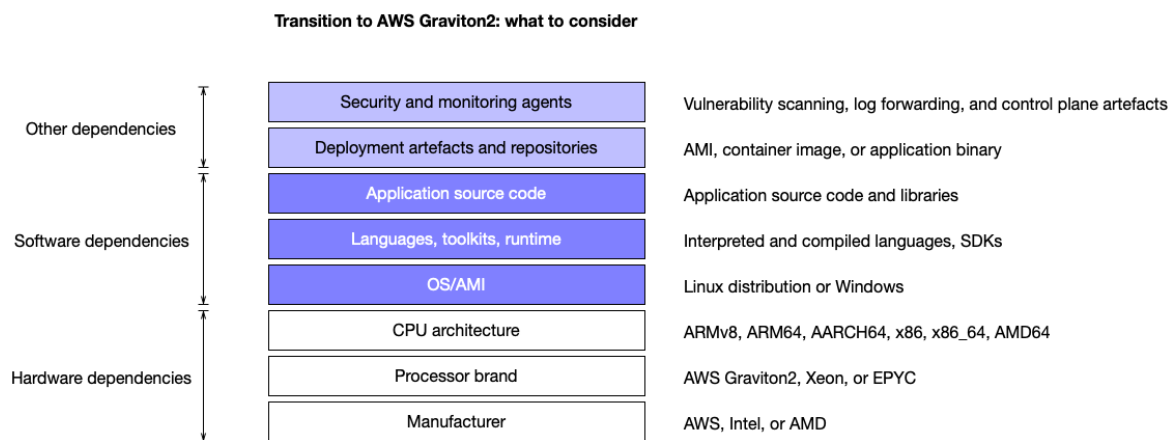 Transition to AWS Graviton2: what to consider
Other dependencies
Security and monitoring agents
Vulnerability scanning, log forwarding, and control plane artefacts
Deployment artefacts and repositories
AMI, container image, or application binary
Software dependencies
Application source code
Application source code and libraries
Languages, toolkits, runtime
Interpreted and compiled languages, SDKs
OS/AMI
Linux distribution or Windows
Hardware dependencies
CPU architecture
ARMv8, ARM64, AARCH64, x86, x86_64, AMD64
Processor brand
AWS Graviton2, Xeon, or EPYC
Manufacturer
AWS, Intel, or AMD